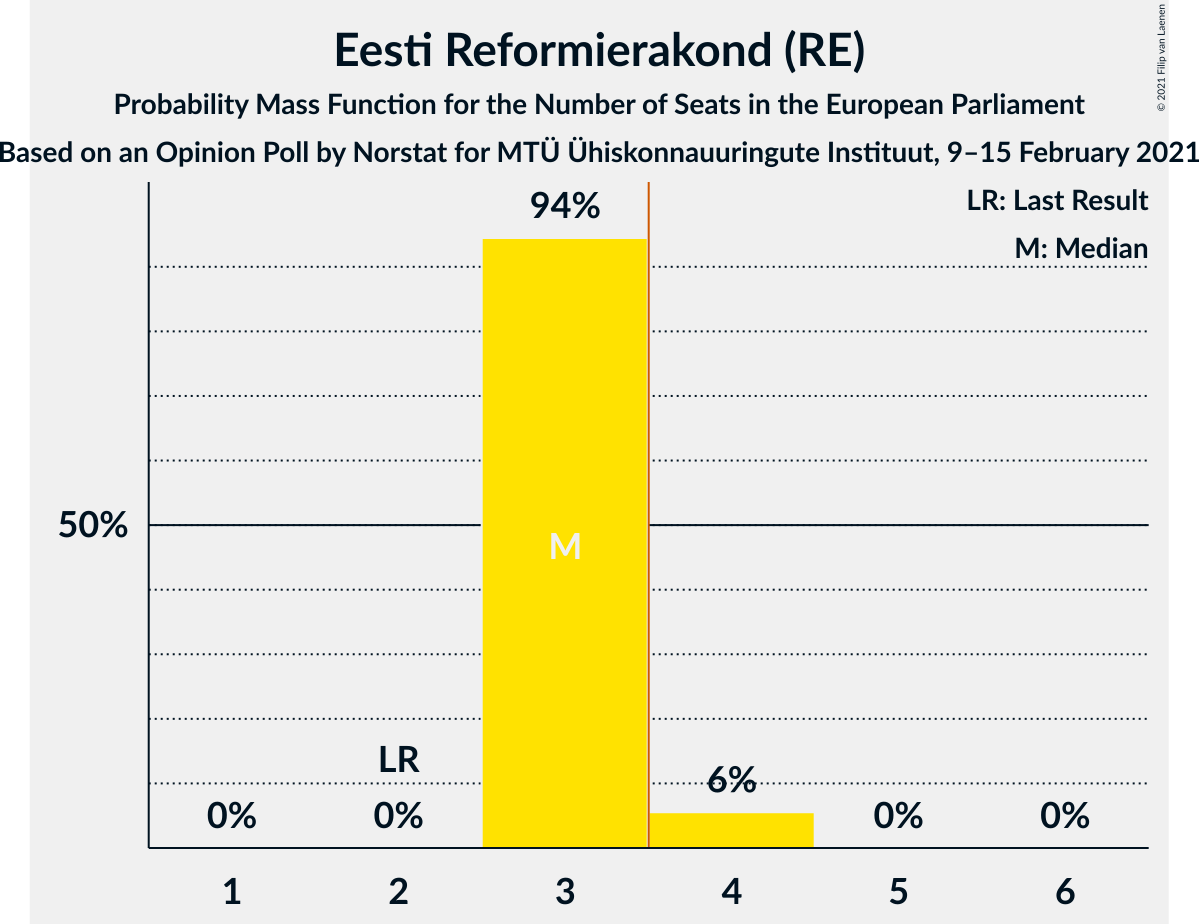 Eesti Reformierakond (RE)
Probability Mass Function for the Number of Seats in the European Parliament
Based on an Opinion Poll by Norstat for MTÜ Ühiskonnauuringute Instituut, 9–15 February 2021
© 2021 Filip van Laenen
LR: Last Result
M: Median
94%
50%
M
LR
6%
0% 0% 0% 0%
1 2 3 4 5 6